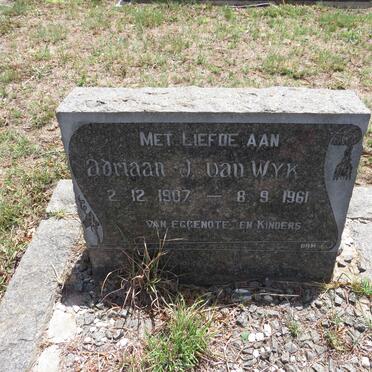 MET LIEFDE AAN
Adriaan J. van Wyk
2. 12. 1907 — 8. 9. 1961
VAN EGGENOTE EN KINDERS